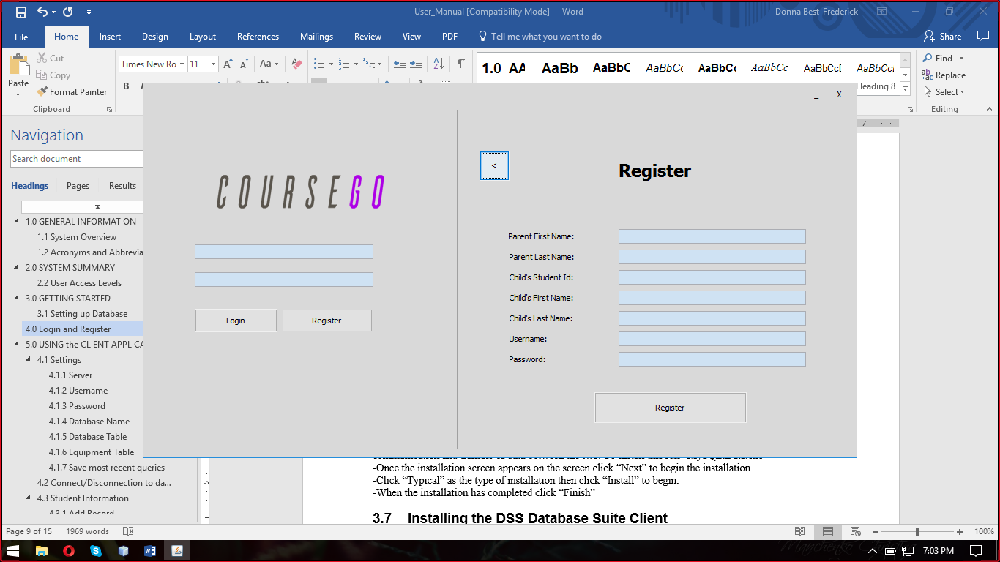 User_Manual [Compatibility Mode] - Word
Donna Best-Frederick
File Home Insert Design Layout References Mailings Review View PDF Tell me what you want to do Share
Cut
Copy
Format Painter
Paste
Clipboard
Times New Ro 11
Aa
B
1.0 AA AaBb AaBbC AaBbCc AaBbCc AaBbCc AaBbCcD AaBbCcI
Heading 8
Find
Replace
Select
Editing
Navigation
Search document
Headings Pages Results
1.0 GENERAL INFORMATION
1.1 System Overview
1.2 Acronyms and Abbrevia
2.0 SYSTEM SUMMARY
2.2 User Access Levels
3.0 GETTING STARTED
3.1 Setting up Database
4.0 Login and Register
5.0 USING the CLIENT APPLICA
4.1 Settings
4.1.1 Server
4.1.2 Username
4.1.3 Password
4.1.4 Database Name
4.1.5 Database Table
4.1.6 Equipment Table
4.1.7 Save most recent queries
4.2 Connect/Disconnection to da...
4.3 Student Information
4.3.1 Add Record
_ X
COURSEGO
Login
Register
<
Register
Parent First Name:
Parent Last Name:
Child's Student Id:
Child's First Name:
Child's Last Name:
Username:
Password:
Register
7
5
-Once the installation screen appears on the screen click “Next” to begin the installation.
-Click “Typical” as the type of installation then click “Install” to begin.
-When the installation has completed click “Finish”
3.7 Installing the DSS Database Suite Client
Page 9 of 15 1969 words
100%
7:03 PM